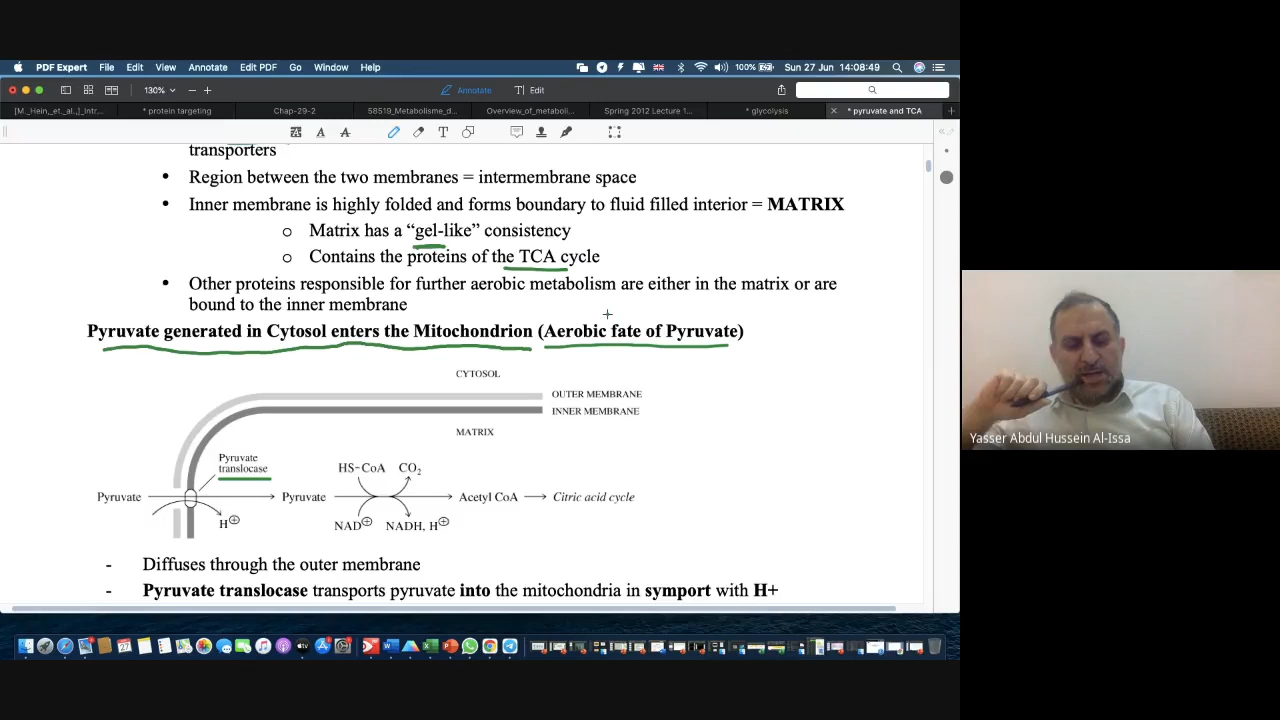 PDF Expert File Edit View Annotate Edit PDF Go Window Help 100% Sun 27 Jun 14:08:49
130% Annotate Edit
[M._Hein_et._al._]_Intr... * protein targeting Chap-29-2 58519_Metabolisme_d... Overview_of_metaboli... Spring 2012 Lecture 1... * glycolysis * pyruvate and TCA
transporters
• Region between the two membranes = intermembrane space
• Inner membrane is highly folded and forms boundary to fluid filled interior = MATRIX
o Matrix has a “gel-like” consistency
o Contains the proteins of the TCA cycle
• Other proteins responsible for further aerobic metabolism are either in the matrix or are
bound to the inner membrane
Pyruvate generated in Cytosol enters the Mitochondrion (Aerobic fate of Pyruvate)
CYTOSOL
OUTER MEMBRANE
INNER MEMBRANE
MATRIX
Pyruvate
translocase
HS-CoA CO₂
Pyruvate Pyruvate Acetyl CoA Citric acid cycle
H⊕ NAD⊕ NADH, H⊕
- Diffuses through the outer membrane
- Pyruvate translocase transports pyruvate into the mitochondria in symport with H+
Yasser Abdul Hussein Al-Issa